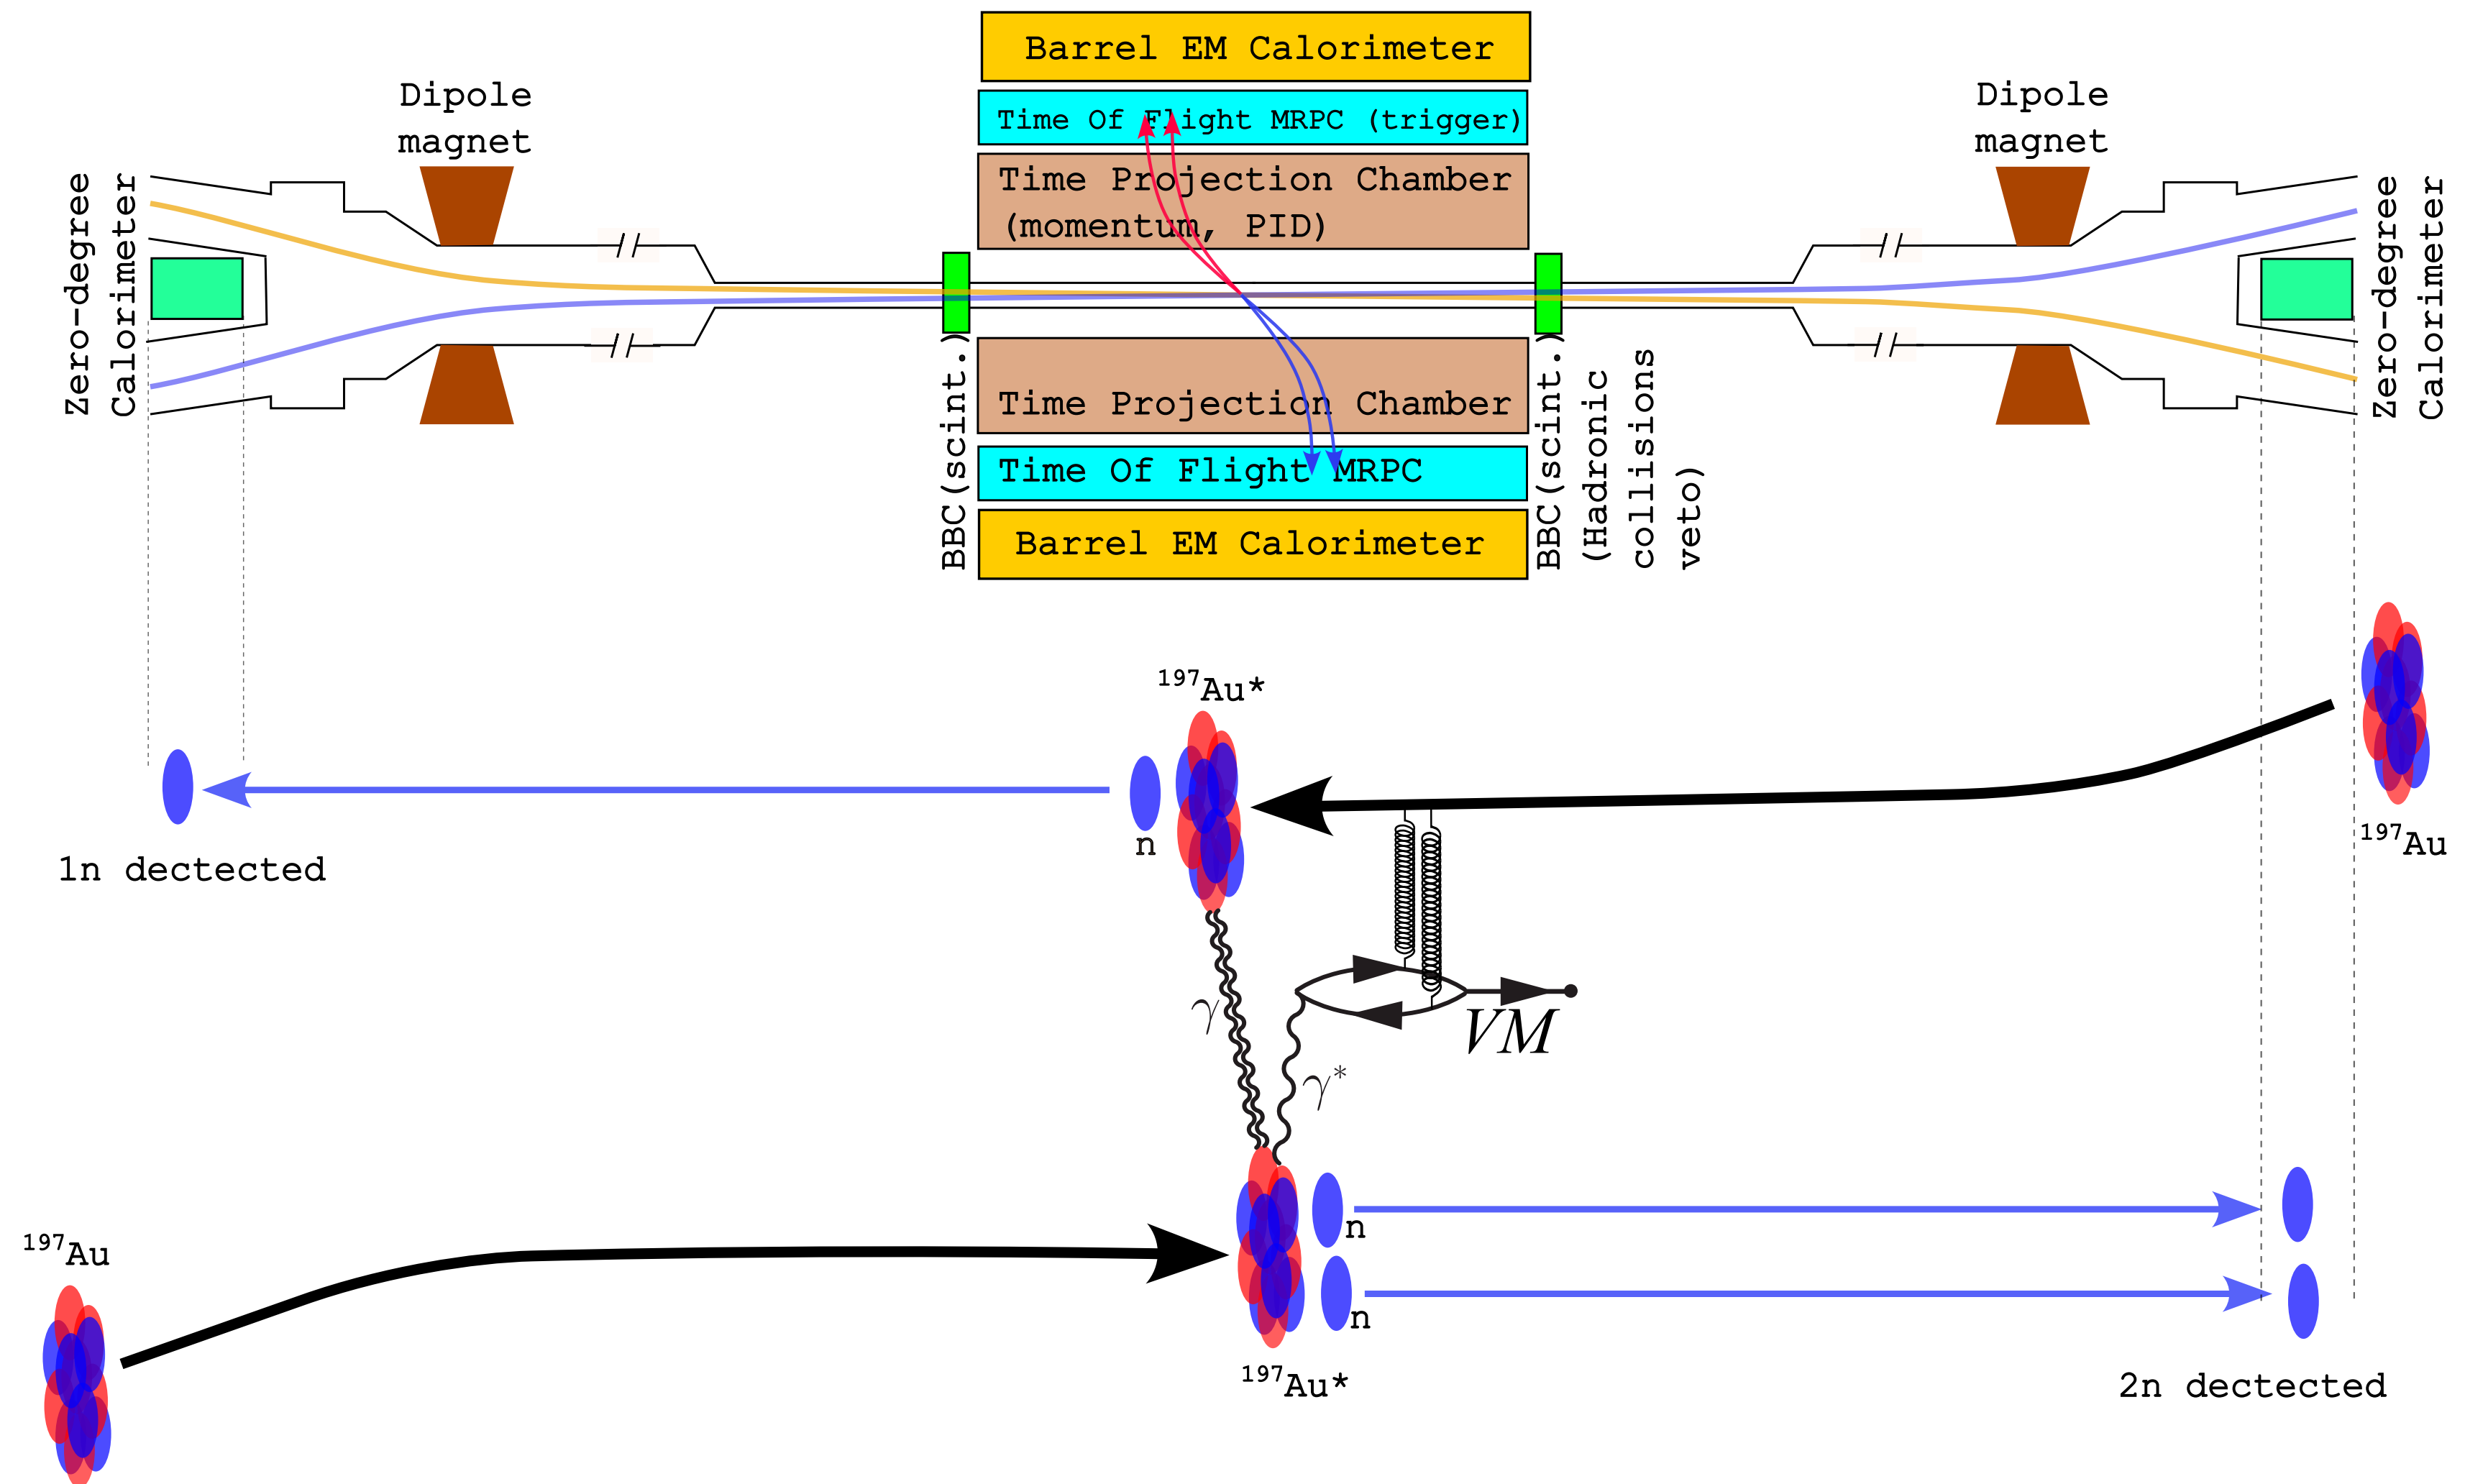 Barrel EM Calorimeter
Dipole
magnet
Dipole
magnet
Time Of Flight MRPC (trigger)
Time Projection Chamber
(momentum, PID)
Zero-degree
Calorimeter
Zero-degree
Calorimeter
Time Projection Chamber
Time Of Flight MRPC
Barrel EM Calorimeter
BBC(scint.)
BBC(scint.)
(Hadronic
collisions
veto)
¹⁹⁷Au*
n
¹⁹⁷Au
1n dectected
γ
VM
γ*
n
¹⁹⁷Au
n
¹⁹⁷Au*
2n dectected